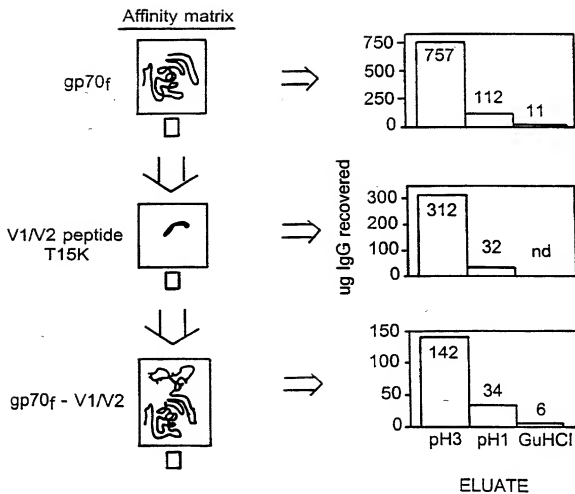 Affinity matrix
gp70f
V1/V2 peptide
T15K
gp70f - V1/V2
ug IgG recovered
750
500
250
0
757
112
11
300
200
100
0
312
32
nd
150
100
50
0
142
34
6
pH3 pH1 GuHCl
ELUATE